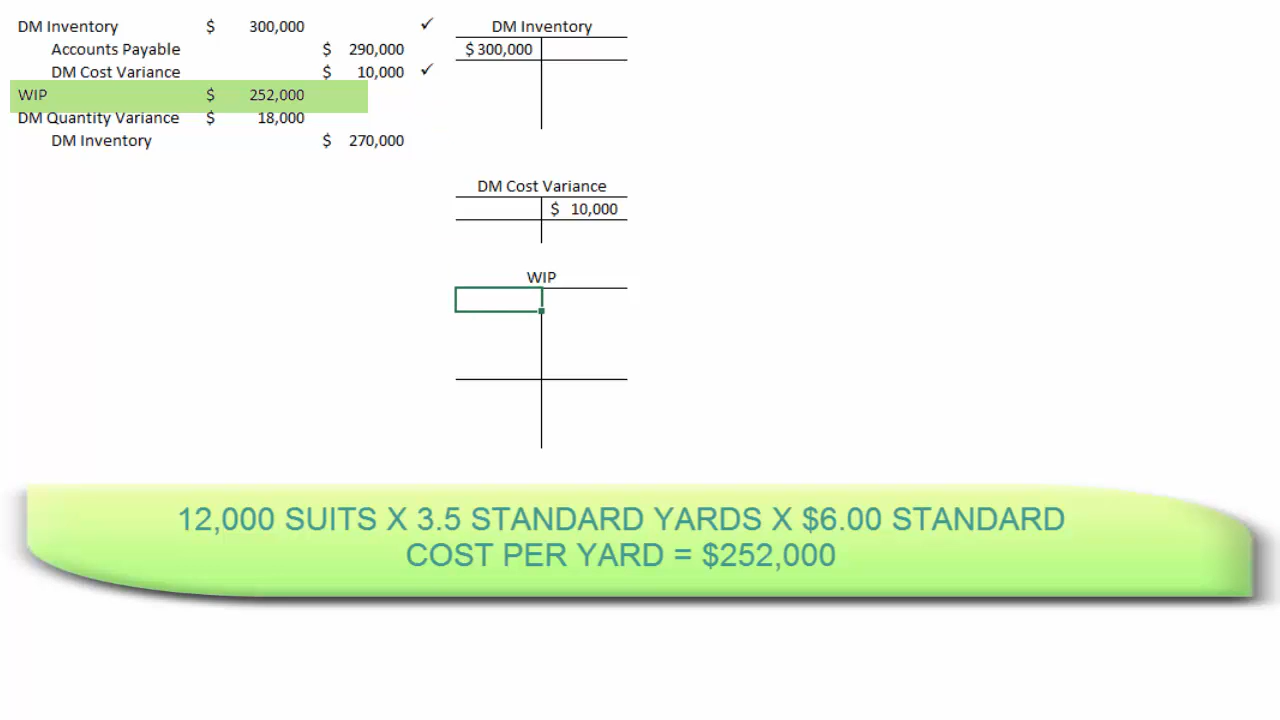 DM Inventory $ 300,000 ✓
Accounts Payable $ 290,000
DM Cost Variance $ 10,000 ✓
WIP $ 252,000
DM Quantity Variance $ 18,000
DM Inventory $ 270,000
DM Inventory
$ 300,000
DM Cost Variance
$ 10,000
WIP
12,000 SUITS X 3.5 STANDARD YARDS X $6.00 STANDARD
COST PER YARD = $252,000